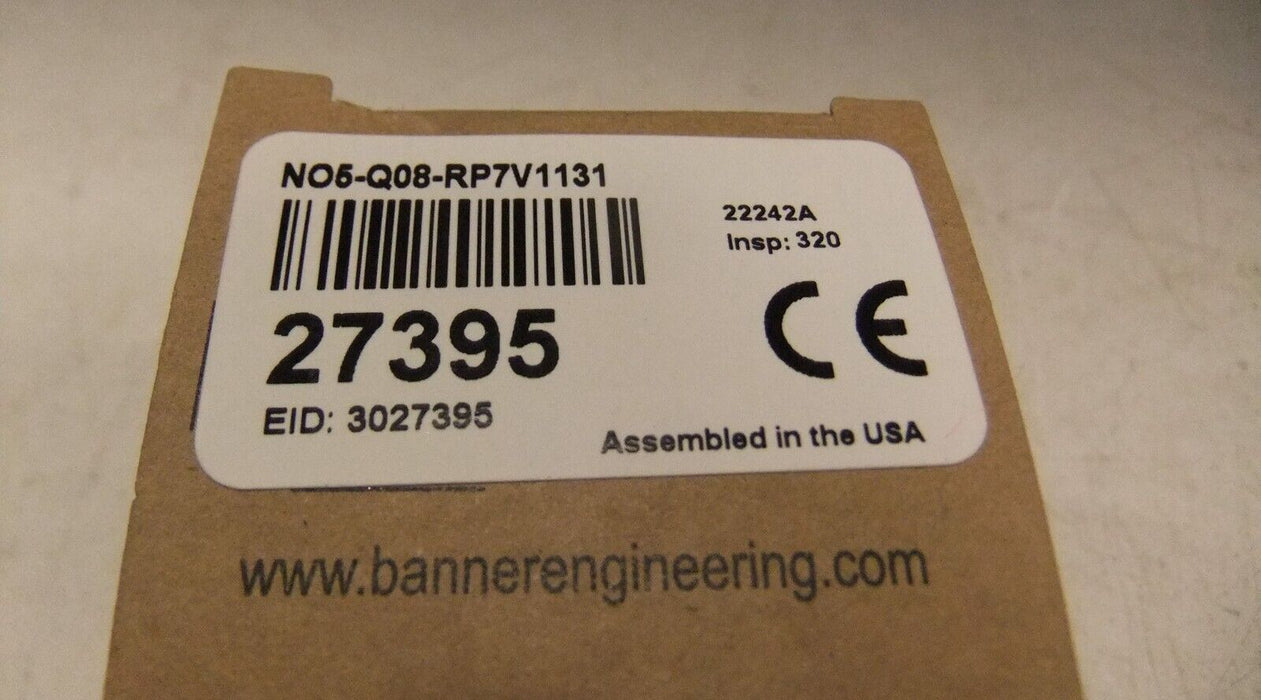 NO5-Q08-RP7V1131
22242A
Insp: 320
27395
CE
EID: 3027395
Assembled in the USA
www.bannerengineering.com